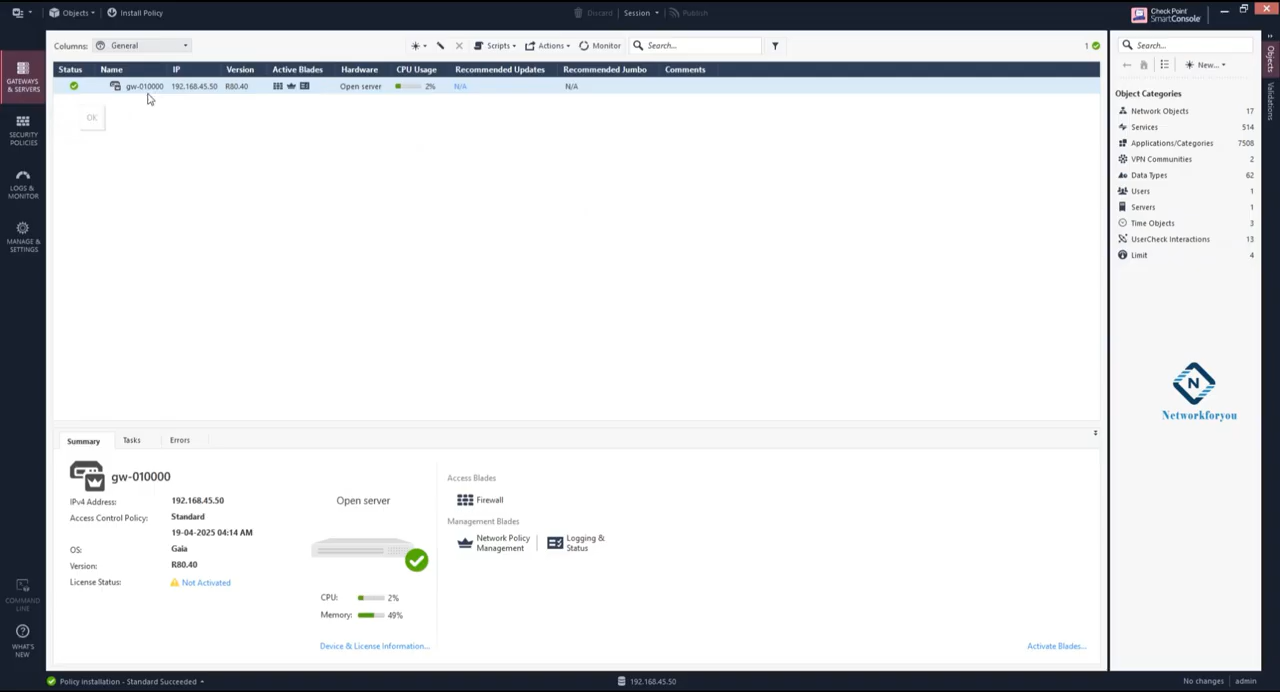 Objects
Install Policy
Discard
Session
Publish
Check Point
SmartConsole
Columns:
General
Scripts
Actions
Monitor
Search...
1
Status
Name
IP
Version
Active Blades
Hardware
CPU Usage
Recommended Updates
Recommended Jumbo
Comments
gw-010000
192.168.45.50
R80.40
Open server
2%
N/A
N/A
OK
GATEWAYS
& SERVERS
SECURITY
POLICIES
LOGS &
MONITOR
MANAGE &
SETTINGS
COMMAND
LINE
WHAT'S
NEW
Summary
Tasks
Errors
gw-010000
IPv4 Address:
192.168.45.50
Access Control Policy:
Standard
19-04-2025 04:14 AM
OS:
Gaia
Version:
R80.40
License Status:
Not Activated
Open server
CPU:
2%
Memory:
49%
Device & License Information...
Access Blades
Firewall
Management Blades
Network Policy
Management
Logging &
Status
Activate Blades...
Search...
New...
Object Categories
Network Objects 17
Services 514
Applications/Categories 7508
VPN Communities 2
Data Types 62
Users 1
Servers 1
Time Objects 3
UserCheck Interactions 13
Limit 4
N
Networkforyou
Objects
Validations
Policy installation - Standard Succeeded
192.168.45.50
No changes
admin